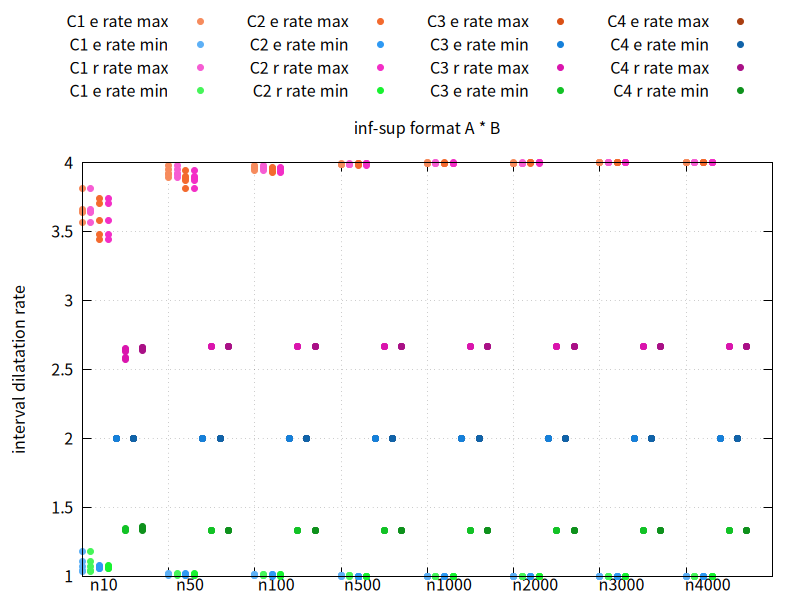 C1 e rate max C2 e rate max C3 e rate max C4 e rate max
C1 e rate min C2 e rate min C3 e rate min C4 e rate min
C1 r rate max C2 r rate max C3 r rate max C4 r rate max
C1 e rate min C2 r rate min C3 e rate min C4 r rate min
inf-sup format A * B
4
3.5
3
2.5
2
1.5
1
interval dilatation rate
n10 n50 n100 n500 n1000 n2000 n3000 n4000